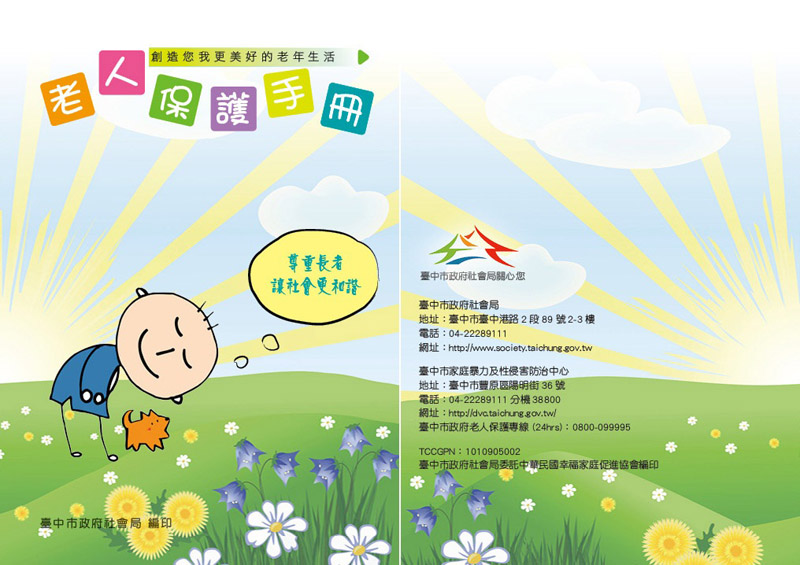 創造您我更美好的老年生活
老人保護手冊
尊重長者
讓社會更和諧
臺中市政府社會局 編印
臺中市政府社會局關心您
臺中市政府社會局
地址：臺中市臺中港路 2 段 89 號 2-3 樓
電話：04-22289111
網址：http://www.society.taichung.gov.tw
臺中市家庭暴力及性侵害防治中心
地址：臺中市豐原區陽明街 36 號
電話：04-22289111 分機 38800
網址：http://dvc.taichung.gov.tw/
臺中市政府老人保護專線 (24hrs)：0800-099995
TCCGPN：1010905002
臺中市政府社會局委託中華民國幸福家庭促進協會編印